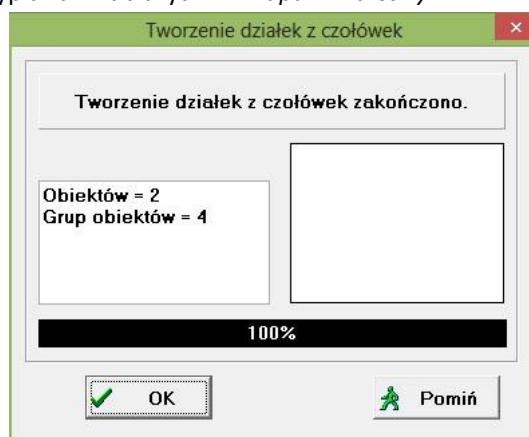 Tworzenie działek z czołówek
Tworzenie działek z czołówek zakończono.
Obiektów = 2
Grup obiektów = 4
100%
OK
Pomiń